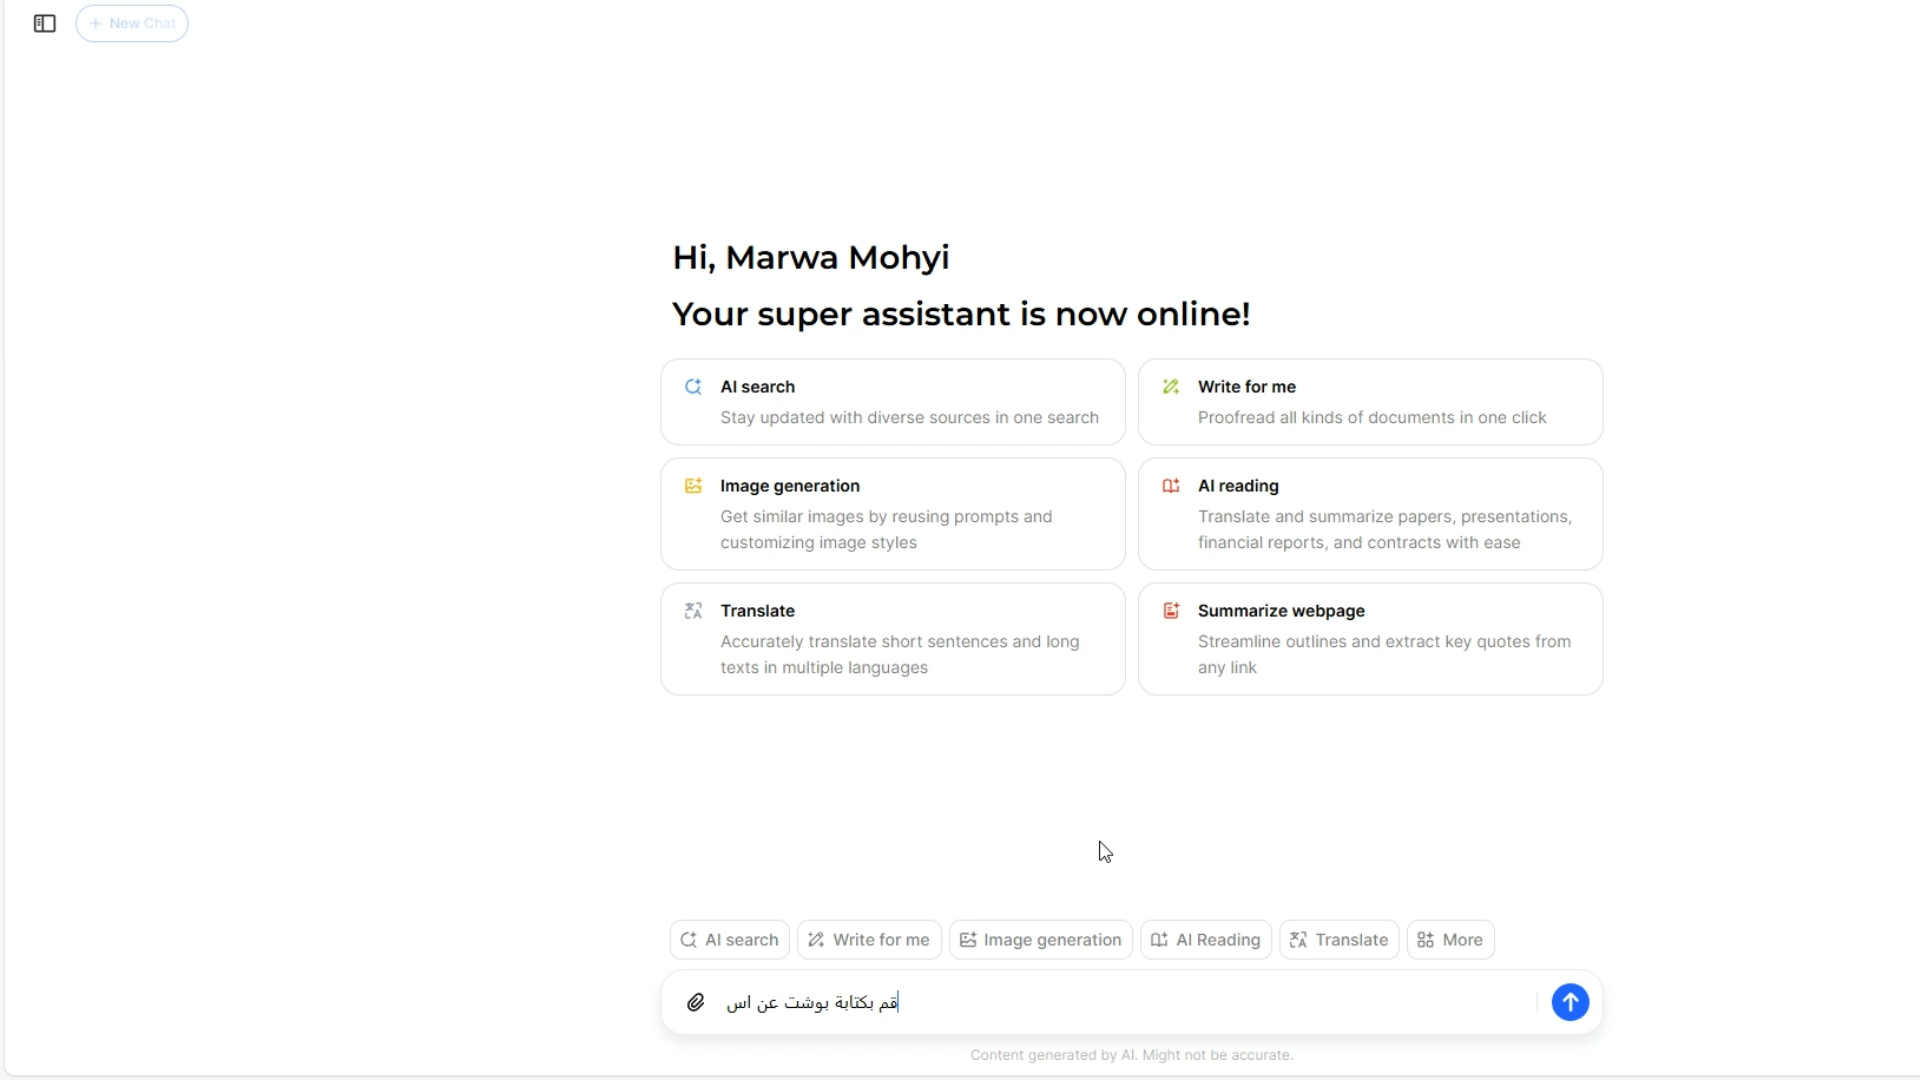 New Chat
Hi, Marwa Mohyi
Your super assistant is now online!
AI search
Stay updated with diverse sources in one search
Write for me
Proofread all kinds of documents in one click
Image generation
Get similar images by reusing prompts and
customizing image styles
AI reading
Translate and summarize papers, presentations,
financial reports, and contracts with ease
Translate
Accurately translate short sentences and long
texts in multiple languages
Summarize webpage
Streamline outlines and extract key quotes from
any link
AI search Write for me Image generation AI Reading Translate More
قم بكتابة بوشت عن اس
Content generated by AI. Might not be accurate.